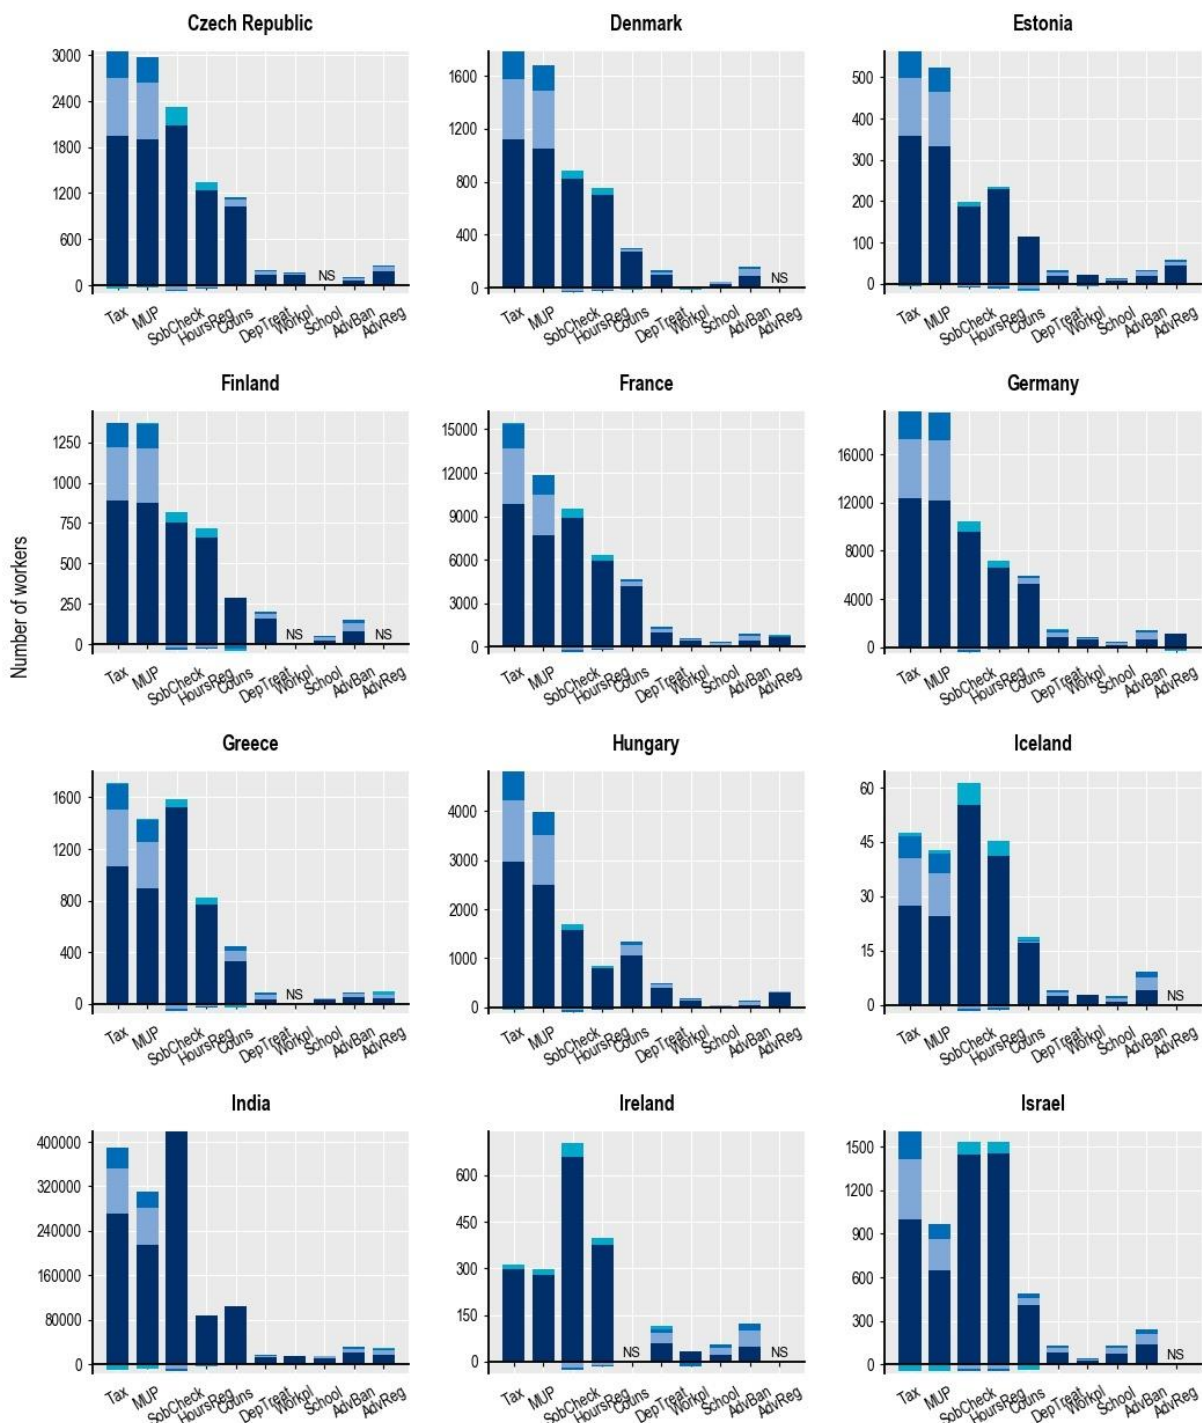 Czech Republic
3000
2400
1800
1200
600
0
NS
Tax
MUP
SobCheck
HoursReg
Couns
DepTreat
Workpl
School
AdvBan
AdvReg
Denmark
1600
1200
800
400
0
NS
Tax
MUP
SobCheck
HoursReg
Couns
DepTreat
Workpl
School
AdvBan
AdvReg
Estonia
500
400
300
200
100
0
Tax
MUP
SobCheck
HoursReg
Couns
DepTreat
Workpl
School
AdvBan
AdvReg
Number of workers
Finland
1250
1000
750
500
250
0
NS
NS
Tax
MUP
SobCheck
HoursReg
Couns
DepTreat
Workpl
School
AdvBan
AdvReg
France
15000
12000
9000
6000
3000
0
Tax
MUP
SobCheck
HoursReg
Couns
DepTreat
Workpl
School
AdvBan
AdvReg
Germany
16000
12000
8000
4000
0
Tax
MUP
SobCheck
HoursReg
Couns
DepTreat
Workpl
School
AdvBan
AdvReg
Greece
1600
1200
800
400
0
NS
Tax
MUP
SobCheck
HoursReg
Couns
DepTreat
Workpl
School
AdvBan
AdvReg
Hungary
4000
3000
2000
1000
0
Tax
MUP
SobCheck
HoursReg
Couns
DepTreat
Workpl
School
AdvBan
AdvReg
Iceland
60
45
30
15
0
NS
Tax
MUP
SobCheck
HoursReg
Couns
DepTreat
Workpl
School
AdvBan
AdvReg
India
400000
320000
240000
160000
80000
0
Tax
MUP
SobCheck
HoursReg
Couns
DepTreat
Workpl
School
AdvBan
AdvReg
Ireland
600
450
300
150
0
NS
NS
Tax
MUP
SobCheck
HoursReg
Couns
DepTreat
Workpl
School
AdvBan
AdvReg
Israel
1500
1200
900
600
300
0
NS
Tax
MUP
SobCheck
HoursReg
Couns
DepTreat
Workpl
School
AdvBan
AdvReg